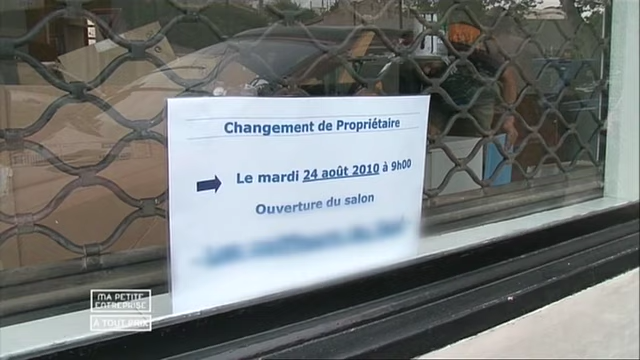 Changement de Propriétaire
Le mardi 24 août 2010 à 9h00
Ouverture du salon
MA PETITE
ENTREPRISE
À TOUT PRIX